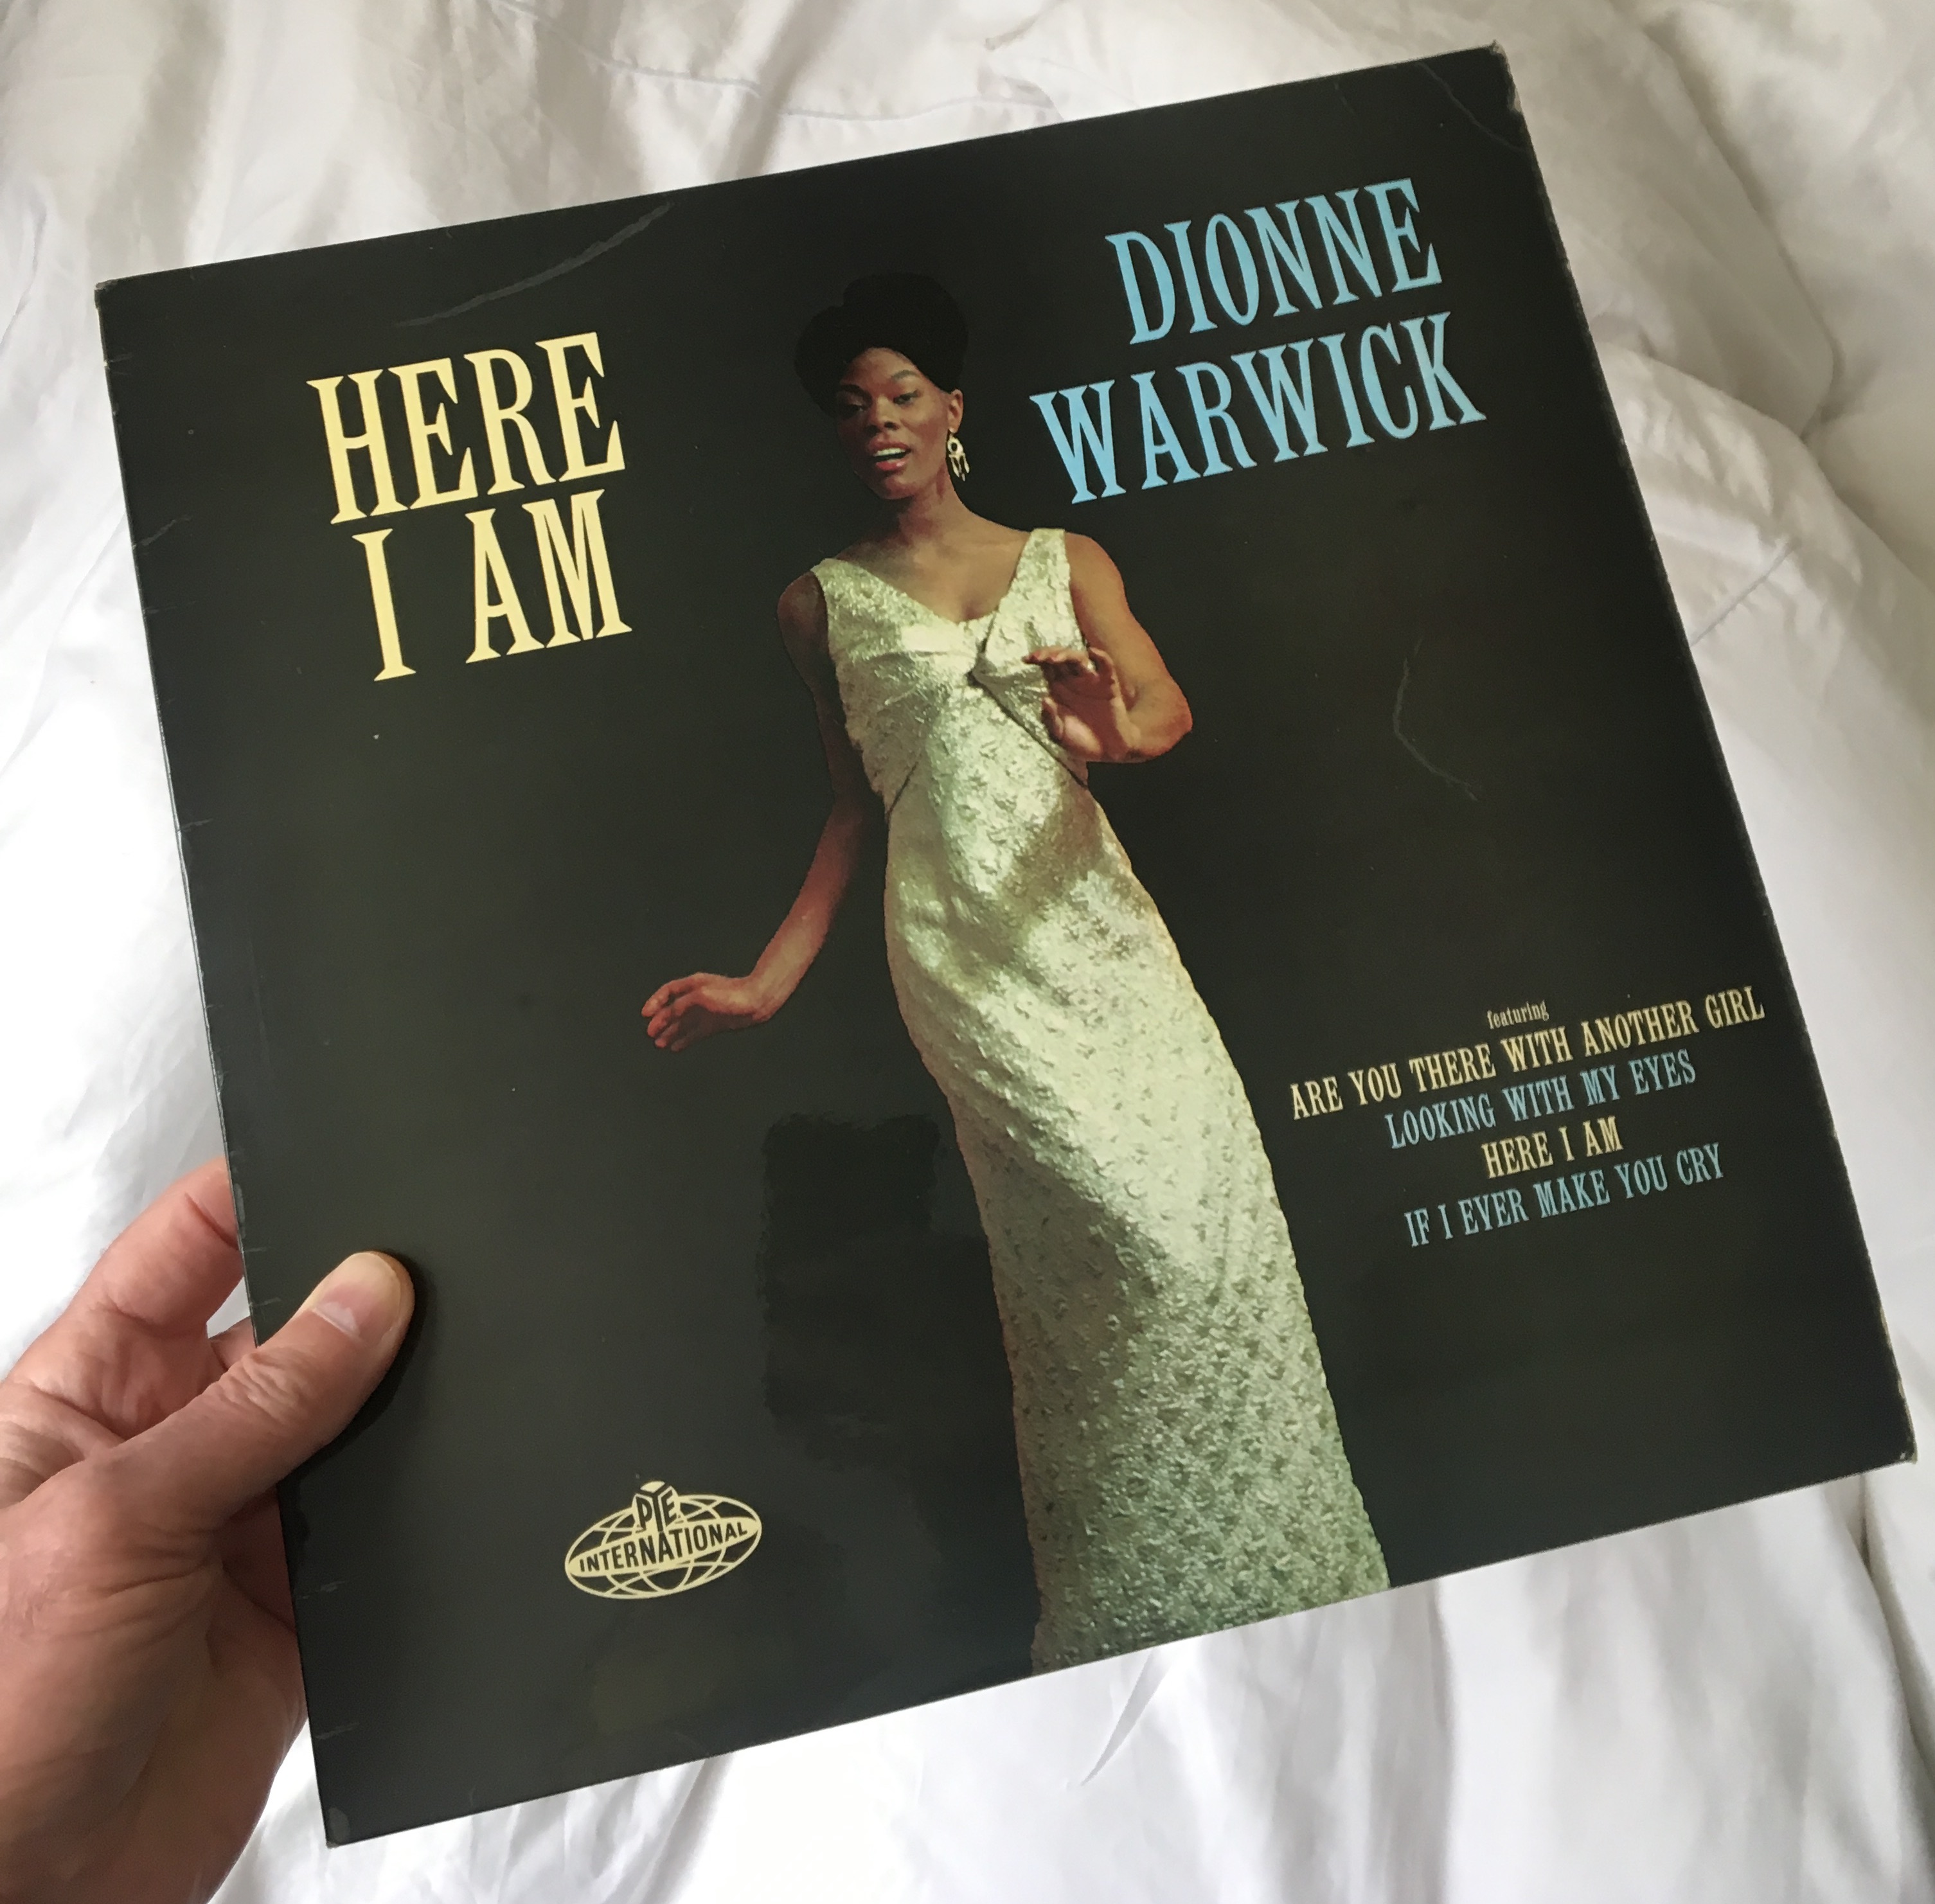 HERE
I AM
DIONNE
WARWICK
featuring
ARE YOU THERE WITH ANOTHER GIRL
LOOKING WITH MY EYES
HERE I AM
IF I EVER MAKE YOU CRY
PYE
INTERNATIONAL